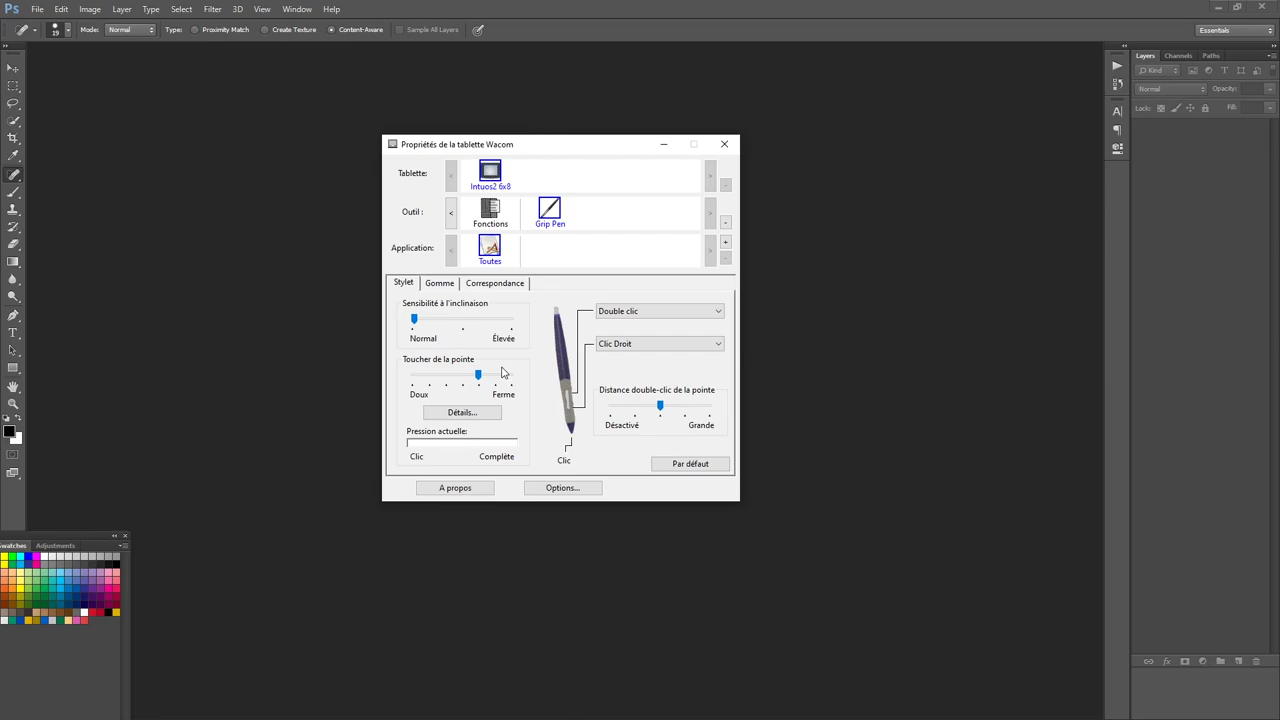 Ps File Edit Image Layer Type Select Filter 3D View Window Help
19 Mode: Normal Type: Proximity Match Create Texture Content-Aware Sample All Layers Essentials
Layers Channels Paths
Kind
Normal Opacity:
Lock: Fill:
Propriétés de la tablette Wacom
Tablette:
Intuos2 6x8
Outil :
Fonctions Grip Pen
Application:
Toutes
Stylet Gomme Correspondance
Sensibilité à l'inclinaison
Normal Élevée
Toucher de la pointe
Doux Ferme
Détails...
Pression actuelle:
Clic Complète
Double clic
Clic Droit
Distance double-clic de la pointe
Désactivé Grande
Clic
Par défaut
A propos Options...
Swatches Adjustments